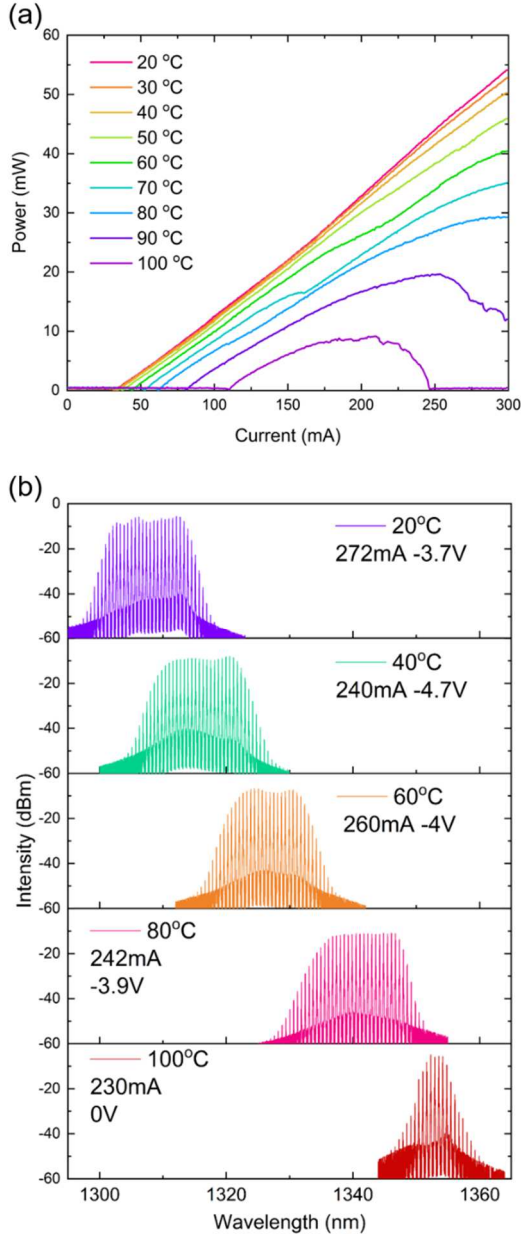 (a)
60
50
40
30
20
10
0
Power (mW)
20 °C
30 °C
40 °C
50 °C
60 °C
70 °C
80 °C
90 °C
100 °C
0 50 100 150 200 250 300
Current (mA)
(b)
Intensity (dBm)
0
-20
-40
-60
20°C
272mA -3.7V
-20
-40
-60
40°C
240mA -4.7V
-20
-40
-60
60°C
260mA -4V
-20
-40
-60
80°C
242mA
-3.9V
-20
-40
-60
100°C
230mA
0V
1300 1320 1340 1360
Wavelength (nm)